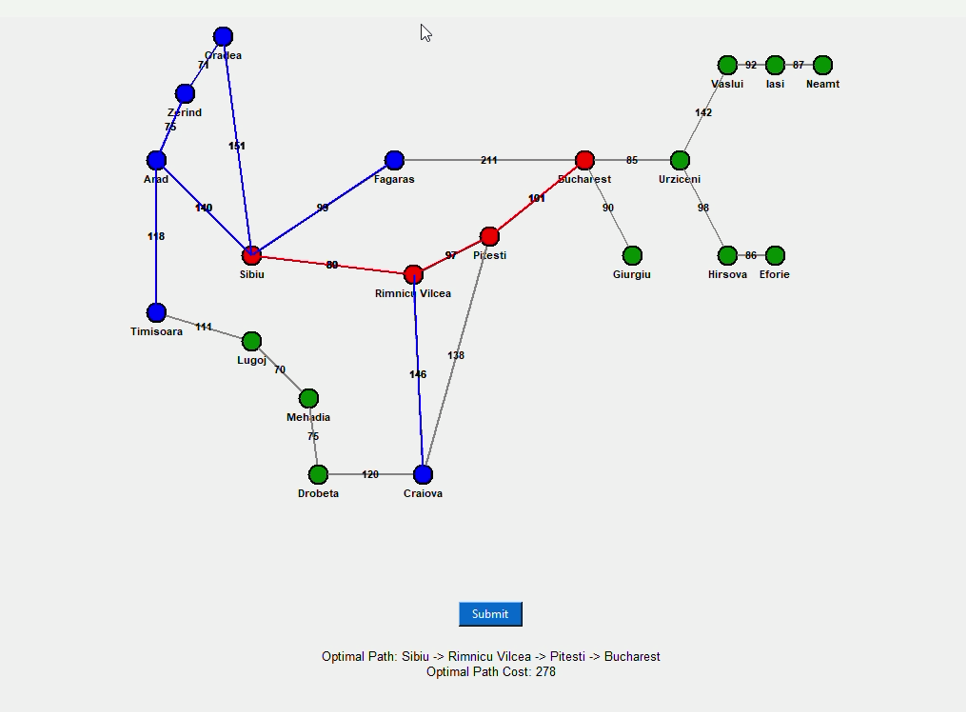 Oradea
71
Zerind
75
Arad
151
140
118
Sibiu
99
Fagaras
211
Bucharest
85
Urziceni
142
Vaslui
92
Iasi
87
Neamt
101
90
98
Pitesti
97
80
Rimnicu Vilcea
Giurgiu
Hirsova
86
Eforie
Timisoara
111
Lugoj
70
Mehadia
75
146
138
Drobeta
120
Craiova
Submit
Optimal Path: Sibiu -> Rimnicu Vilcea -> Pitesti -> Bucharest
Optimal Path Cost: 278